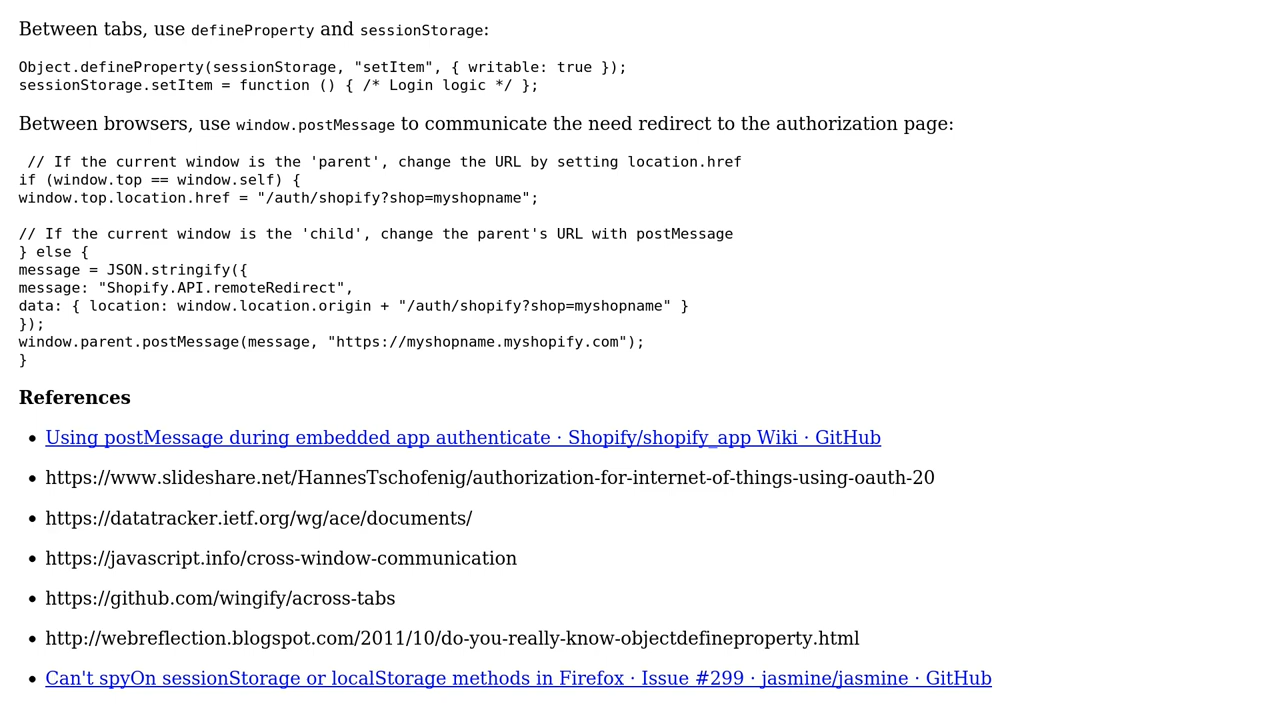 Between tabs, use defineProperty and sessionStorage:
Object.defineProperty(sessionStorage, "setItem", { writable: true });
sessionStorage.setItem = function () { /* Login logic */ };
Between browsers, use window.postMessage to communicate the need redirect to the authorization page:
// If the current window is the 'parent', change the URL by setting location.href
if (window.top == window.self) {
window.top.location.href = "/auth/shopify?shop=myshopname";
// If the current window is the 'child', change the parent's URL with postMessage
} else {
message = JSON.stringify({
message: "Shopify.API.remoteRedirect",
data: { location: window.location.origin + "/auth/shopify?shop=myshopname" }
});
window.parent.postMessage(message, "https://myshopname.myshopify.com");
}
References
• Using postMessage during embedded app authenticate · Shopify/shopify_app Wiki · GitHub
• https://www.slideshare.net/HannesTschofenig/authorization-for-internet-of-things-using-oauth-20
• https://datatracker.ietf.org/wg/ace/documents/
• https://javascript.info/cross-window-communication
• https://github.com/wingify/across-tabs
• http://webreflection.blogspot.com/2011/10/do-you-really-know-objectdefineproperty.html
• Can't spyOn sessionStorage or localStorage methods in Firefox · Issue #299 · jasmine/jasmine · GitHub